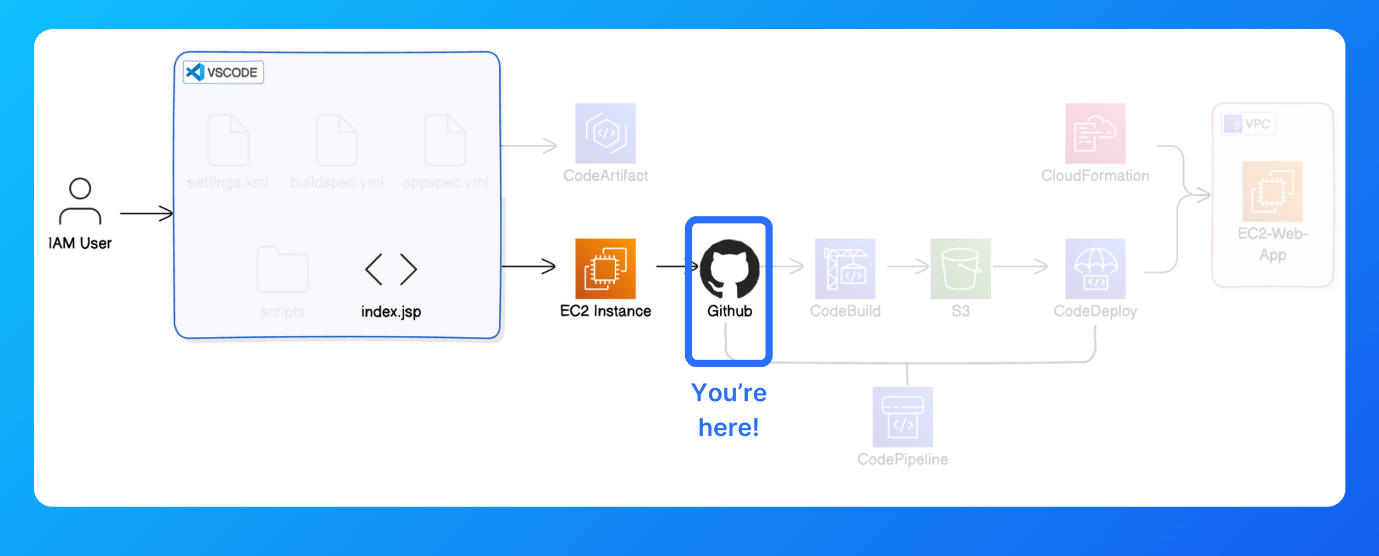 VSCODE
settings.xml
buildspec.yml
appspec.yml
scripts
index.jsp
IAM User
CodeArtifact
EC2 Instance
Github
You're
here!
CodeBuild
S3
CodeDeploy
CodePipeline
CloudFormation
VPC
EC2-Web-
App